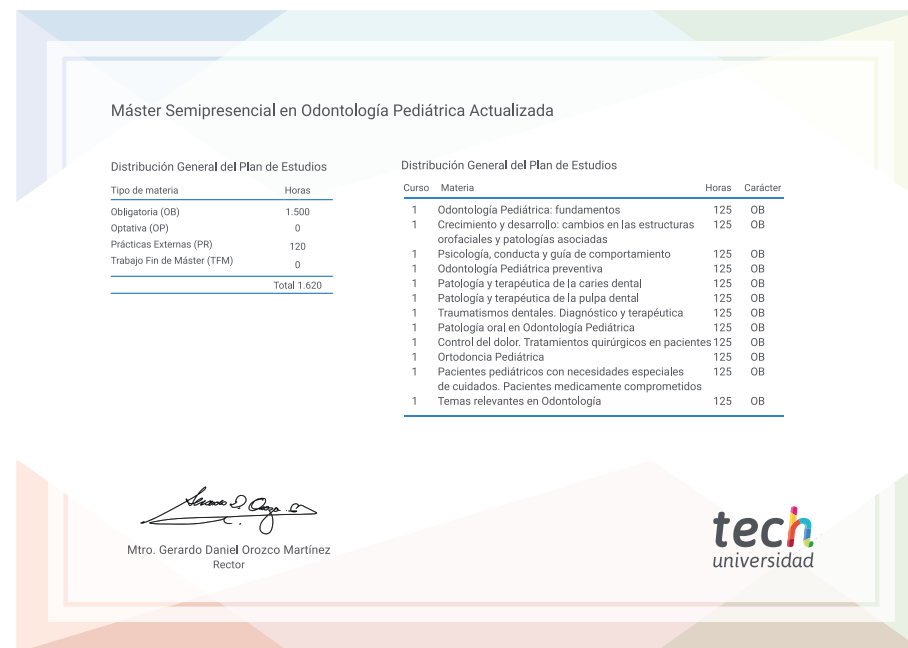 Máster Semipresencial en Odontología Pediátrica Actualizada
Distribución General del Plan de Estudios
Tipo de materia Horas
Obligatoria (OB) 1.500
Optativa (OP) 0
Prácticas Externas (PR) 120
Trabajo Fin de Máster (TFM) 0
Total 1.620
Distribución General del Plan de Estudios
Curso Materia Horas Carácter
1 Odontología Pediátrica: fundamentos 125 OB
1 Crecimiento y desarrollo: cambios en las estructuras 125 OB
orofaciales y patologías asociadas
1 Psicología, conducta y guía de comportamiento 125 OB
1 Odontología Pediátrica preventiva 125 OB
1 Patología y terapéutica de la caries dental 125 OB
1 Patología y terapéutica de la pulpa dental 125 OB
1 Traumatismos dentales. Diagnóstico y terapéutica 125 OB
1 Patología oral en Odontología Pediátrica 125 OB
1 Control del dolor. Tratamientos quirúrgicos en pacientes 125 OB
1 Ortodoncia Pediátrica 125 OB
1 Pacientes pediátricos con necesidades especiales 125 OB
de cuidados. Pacientes medicamente comprometidos
1 Temas relevantes en Odontología 125 OB
Mtro. Gerardo Daniel Orozco Martínez
Rector
tech
universidad